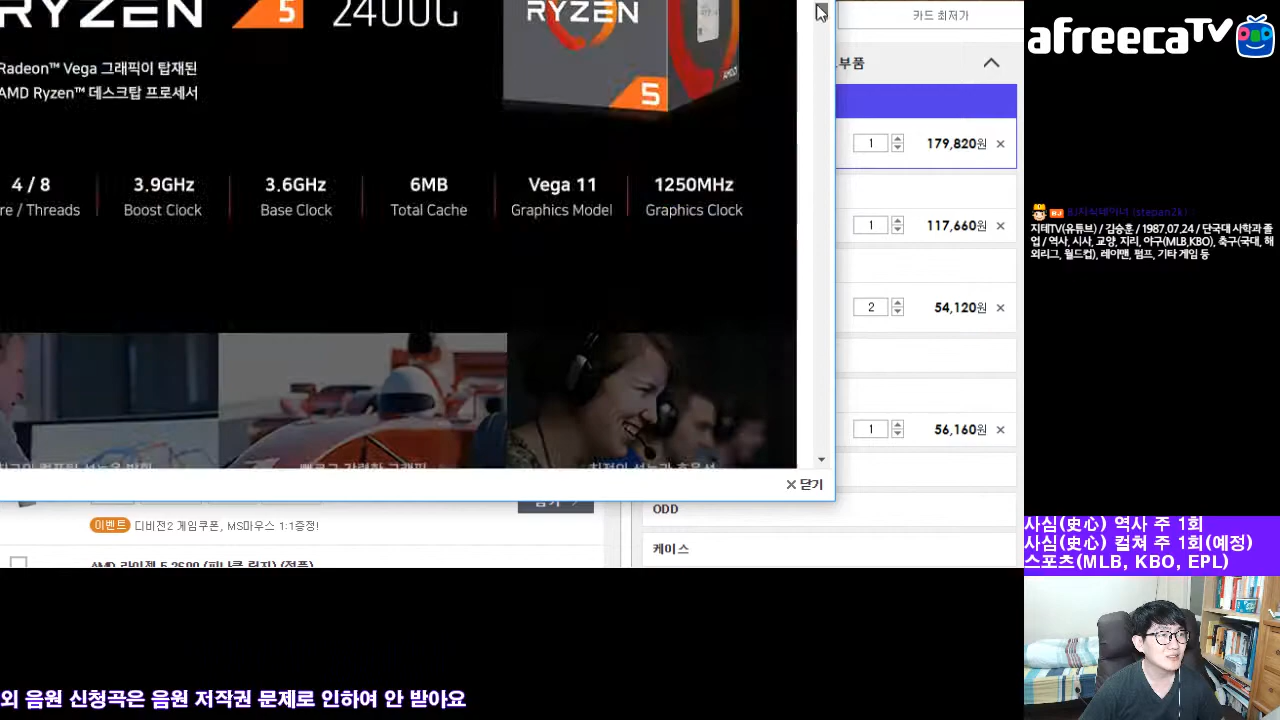 RYZEN 5 2400G
RYZEN
5
AMD
Radeon™ Vega 그래픽이 탑재된
AMD Ryzen™ 데스크탑 프로세서
4 / 8
3.9GHz
3.6GHz
6MB
Vega 11
1250MHz
re / Threads
Boost Clock
Base Clock
Total Cache
Graphics Model
Graphics Clock
닫기
이벤트 디비전2 게임쿠폰, MS마우스 1:1증정!
카드 최저가
부품
1 179,820원
1 117,660원
2 54,120원
1 56,160원
ODD
케이스
afreecaTV
BJ BJ지식테이너 (stepan2k) :
지테TV(유튜브) / 김승훈 / 1987.07.24 / 단국대 사학과 졸
업 / 역사, 시사, 교양, 지리, 야구(MLB,KBO), 축구(국대, 해
외리그, 월드컵), 레이맨, 펌프, 기타 게임 등
사심(史心) 역사 주 1회
사심(史心) 컬쳐 주 1회(예정)
스포츠(MLB, KBO, EPL)
외 음원 신청곡은 음원 저작권 문제로 인하여 안 받아요